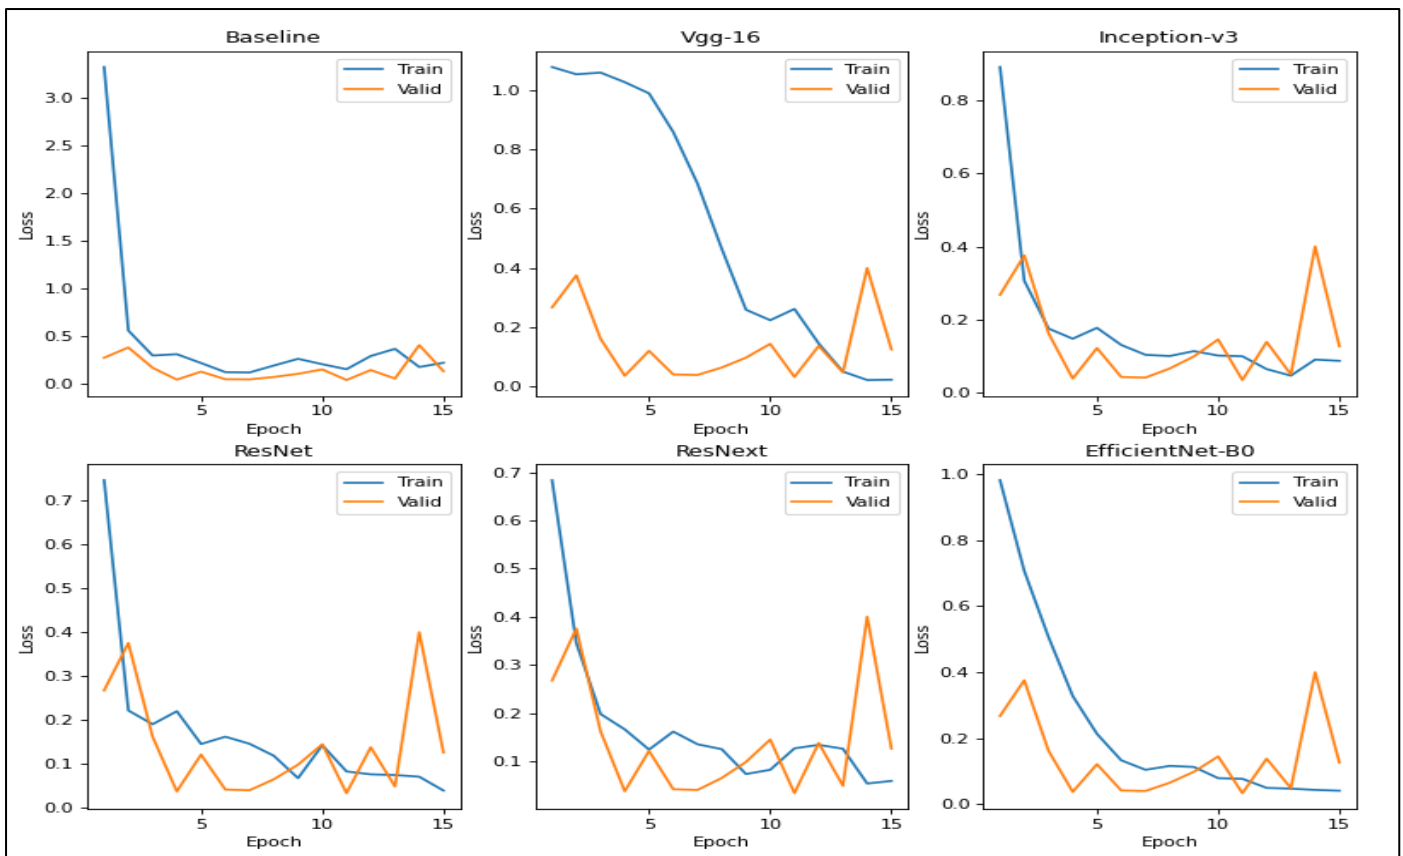 Baseline
Train
Valid
3.0
2.5
2.0
1.5
1.0
0.5
0.0
Loss
5 10 15
Epoch
Vgg-16
Train
Valid
1.0
0.8
0.6
0.4
0.2
0.0
Loss
5 10 15
Epoch
Inception-v3
Train
Valid
0.8
0.6
0.4
0.2
0.0
Loss
5 10 15
Epoch
ResNet
Train
Valid
0.7
0.6
0.5
0.4
0.3
0.2
0.1
0.0
Loss
5 10 15
Epoch
ResNext
Train
Valid
0.7
0.6
0.5
0.4
0.3
0.2
0.1
Loss
5 10 15
Epoch
EfficientNet-B0
Train
Valid
1.0
0.8
0.6
0.4
0.2
0.0
Loss
5 10 15
Epoch